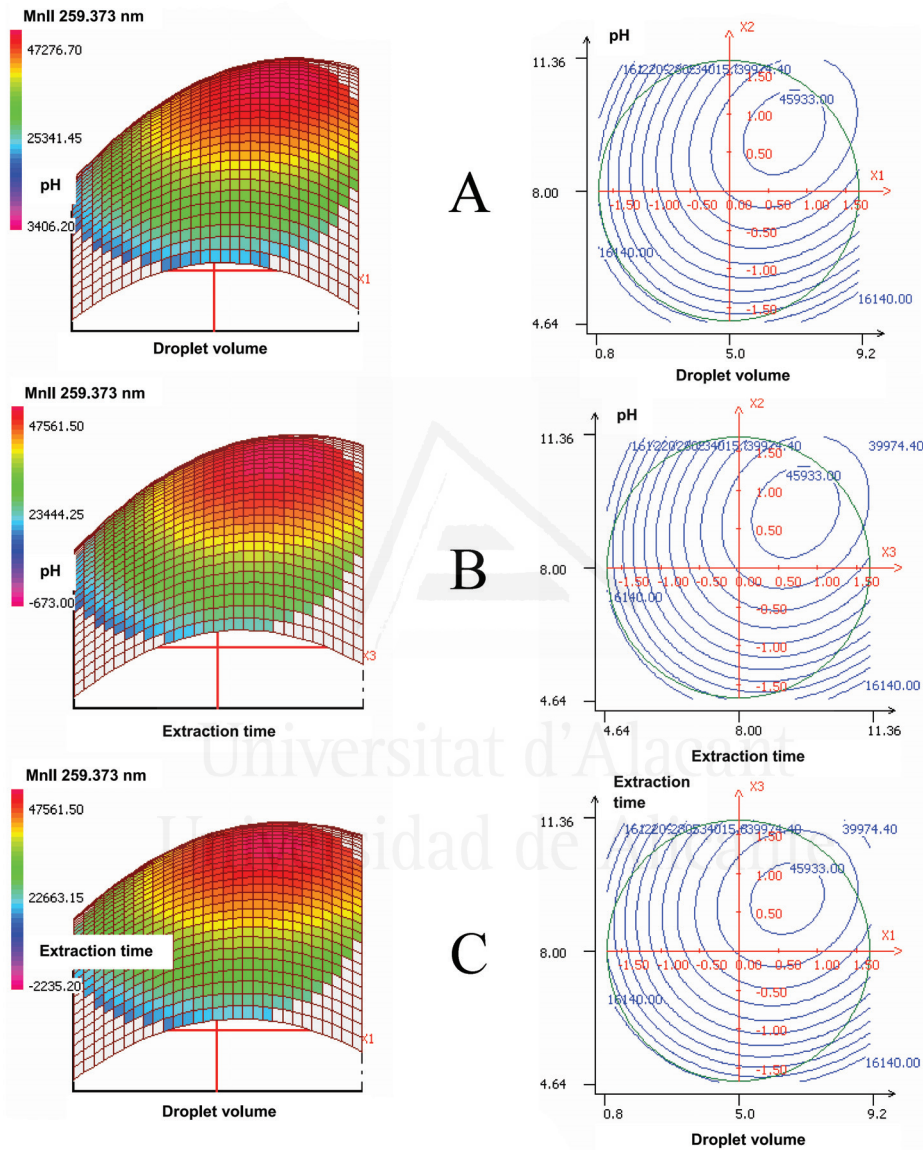 MnII 259.373 nm
47276.70
25341.45
pH
3406.20
X1
Droplet volume
A
pH
X2
11.36
1.50
39924.40
45933.00
1.00
0.50
X1
8.00
-1.50 -1.00 0.00 0.50 1.00 1.50
-0.50
16140.00
-1.00
16140.00
-1.50
4.64
0.8 5.0 9.2
Droplet volume
MnII 259.373 nm
47561.50
23444.25
pH
-673.00
X3
Extraction time
B
pH
X2
11.36
1.50
39974.40
45933.00
1.00
0.50
X3
8.00
-1.50 -1.00 -0.50 0.00 0.50 1.00 1.50
16140.00
-0.50
-1.00
16140.00
-1.50
4.64
4.64 8.00 11.36
Extraction time
Universitat d'Alacant
Universidad de Alicante
MnII 259.373 nm
47561.50
22663.15
Extraction time
-2235.20
X1
Droplet volume
C
Extraction
time
X3
11.36
1.50
39974.40
39974.40
45933.00
1.00
0.50
X1
8.00
-1.50 -1.00 -0.50 0.00 0.50 1.00 1.50
-0.50
16140.00
-1.00
16140.00
-1.50
4.64
0.8 5.0 9.2
Droplet volume